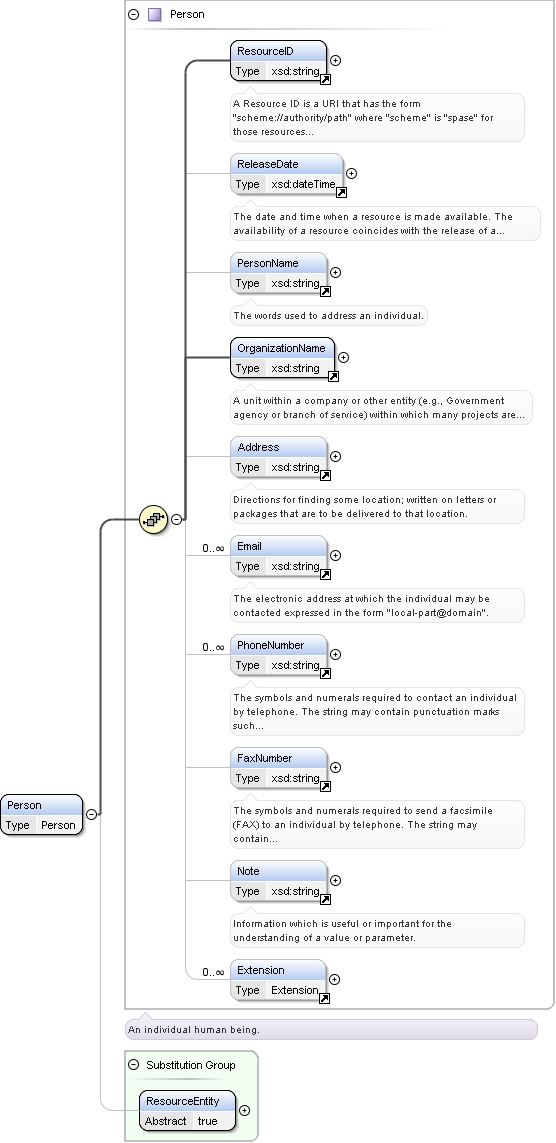 Person
ResourceID
Type xsd:string
A Resource ID is a URI that has the form
"scheme://authority/path" where "scheme" is "spase" for
those resources...
ReleaseDate
Type xsd:dateTime
The date and time when a resource is made available. The
availability of a resource coincides with the release of a...
PersonName
Type xsd:string
The words used to address an individual.
OrganizationName
Type xsd:string
A unit within a company or other entity (e.g., Government
agency or branch of service) within which many projects are...
Address
Type xsd:string
Directions for finding some location; written on letters or
packages that are to be delivered to that location.
0..∞ Email
Type xsd:string
The electronic address at which the individual may be
contacted expressed in the form "local-part@domain".
0..∞ PhoneNumber
Type xsd:string
The symbols and numerals required to contact an individual
by telephone. The string may contain punctuation marks
such...
FaxNumber
Type xsd:string
The symbols and numerals required to send a facsimile
(FAX) to an individual by telephone. The string may
contain...
Person
Type Person
Note
Type xsd:string
Information which is useful or important for the
understanding of a value or parameter.
0..∞ Extension
Type Extension
An individual human being.
Substitution Group
ResourceEntity
Abstract true